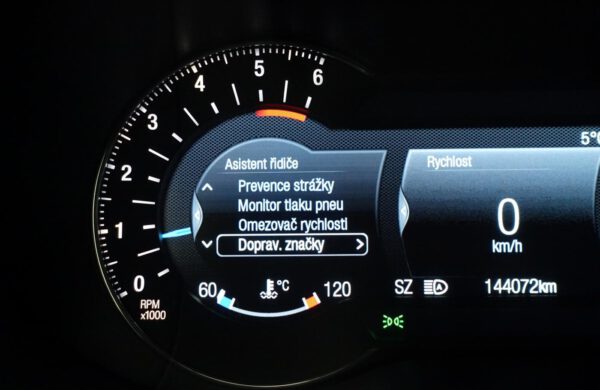 0
1
2
3
4
5
6
RPM
x1000
Asistent řidiče
Prevence strážky
Monitor tlaku pneu
Omezovač rychlosti
Doprav. značky
60 °C 120
5°
Rychlost
0
km/h
SZ A 144072km